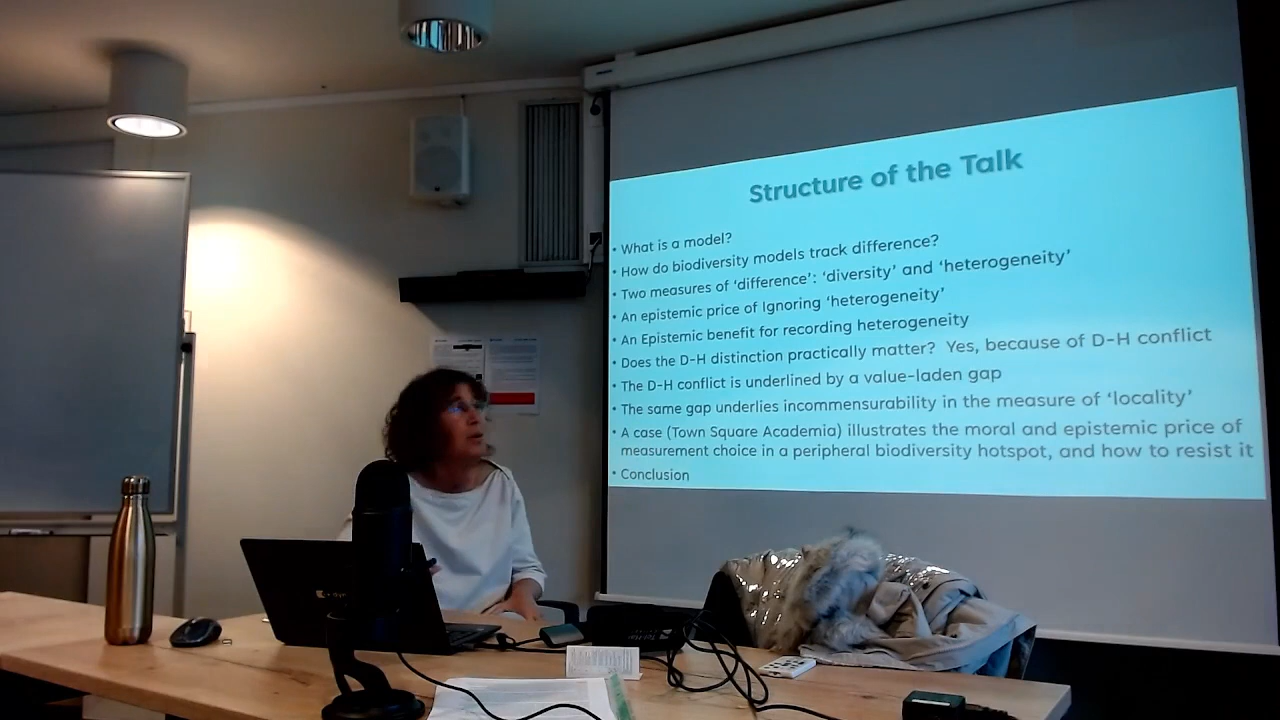 Structure of the Talk
• What is a model?
• How do biodiversity models track difference?
• Two measures of 'difference': 'diversity' and 'heterogeneity'
• An epistemic price of Ignoring 'heterogeneity'
• An Epistemic benefit for recording heterogeneity
• Does the D-H distinction practically matter? Yes, because of D-H conflict
• The D-H conflict is underlined by a value-laden gap
• The same gap underlies incommensurability in the measure of 'locality'
• A case (Town Square Academia) illustrates the moral and epistemic price of
measurement choice in a peripheral biodiversity hotspot, and how to resist it
• Conclusion